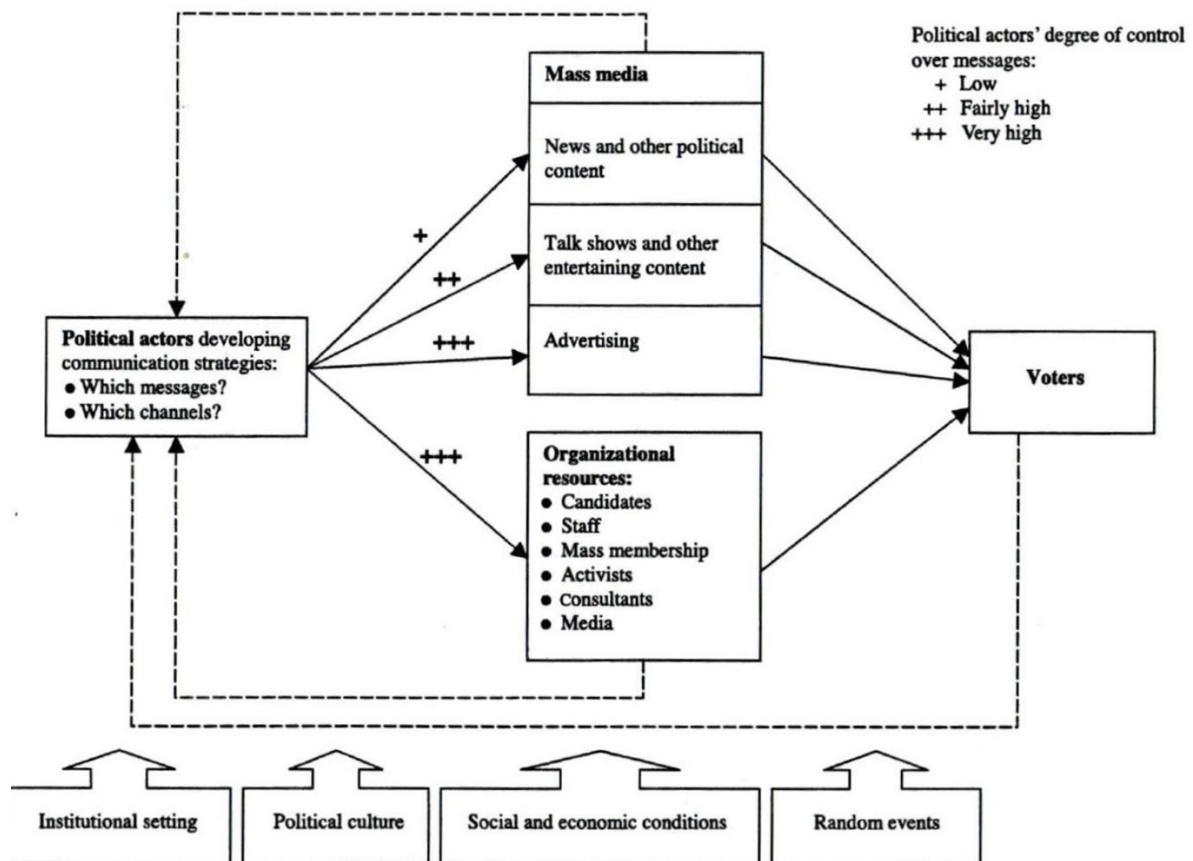 Political actors' degree of control
over messages:
+ Low
++ Fairly high
+++ Very high
Mass media
News and other political
content
Talk shows and other
entertaining content
Advertising
+
++
+++
+++
Political actors developing
communication strategies:
● Which messages?
● Which channels?
Voters
Organizational
resources:
● Candidates
● Staff
● Mass membership
● Activists
● Consultants
● Media
Institutional setting
Political culture
Social and economic conditions
Random events